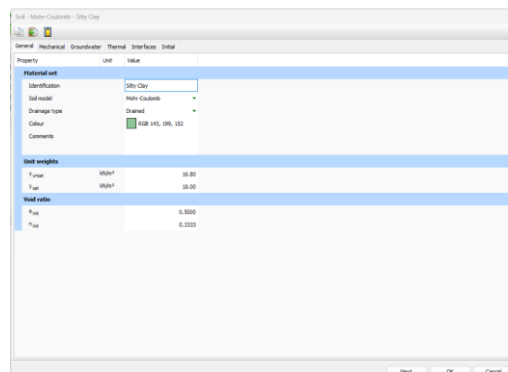 Soil - Mohr-Coulomb - Silty Clay
General Mechanical Groundwater Thermal Interfaces Initial
Property Unit Value
Material set
Identification Silty Clay
Soil model Mohr-Coulomb
Drainage type Drained
Colour RGB 143, 199, 152
Comments
Unit weights
γunsat kN/m³ 16.80
γsat kN/m³ 18.00
Void ratio
einit 0.5000
ninit 0.3333
Next OK Cancel